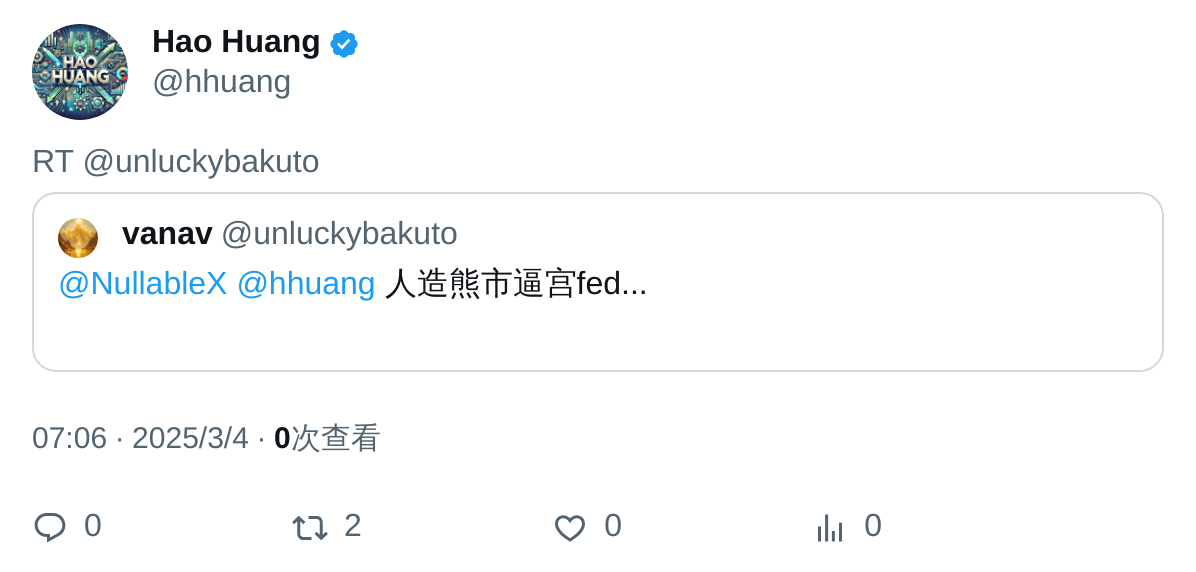 HAO
HUANG
Hao Huang
@hhuang
RT @unluckybakuto
vanav @unluckybakuto
@NullableX @hhuang 人造熊市逼宫fed...
07:06 · 2025/3/4 · 0次查看
0 2 0 0